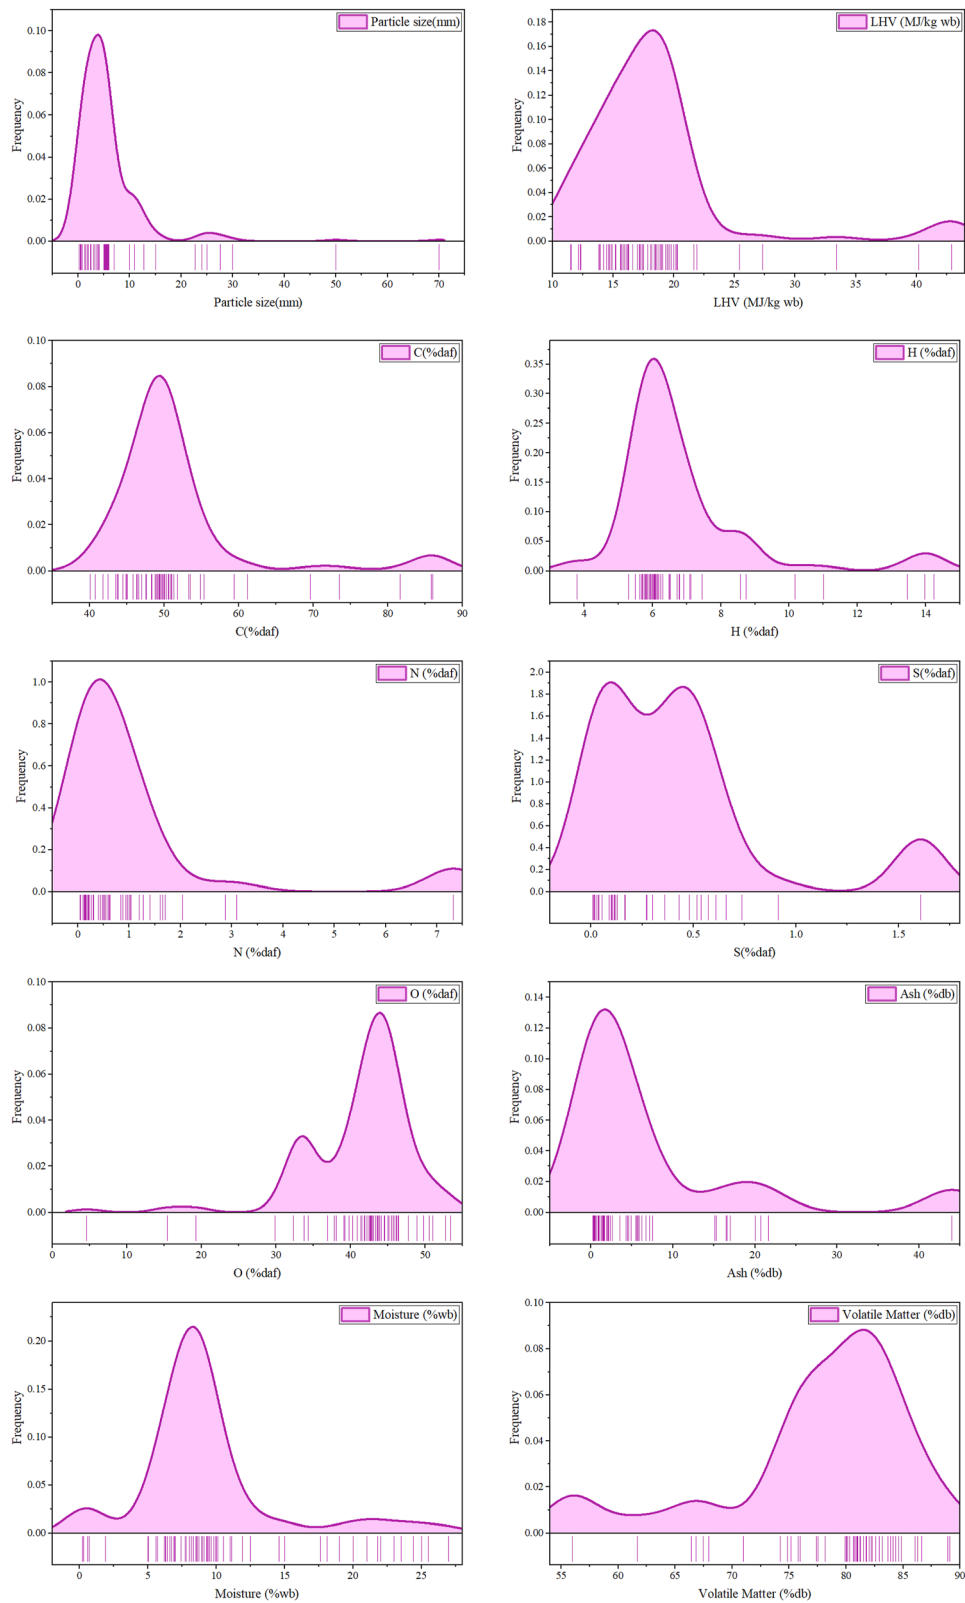 Particle size(mm)
0.10
0.08
0.06
0.04
0.02
0.00
Frequency
0 10 20 30 40 50 60 70
Particle size(mm)
LHV (MJ/kg wb)
0.18
0.16
0.14
0.12
0.10
0.08
0.06
0.04
0.02
0.00
Frequency
10 15 20 25 30 35 40
LHV (MJ/kg wb)
C(%daf)
0.10
0.08
0.06
0.04
0.02
0.00
Frequency
40 50 60 70 80 90
C(%daf)
H (%daf)
0.35
0.30
0.25
0.20
0.15
0.10
0.05
0.00
Frequency
4 6 8 10 12 14
H (%daf)
N (%daf)
1.0
0.8
0.6
0.4
0.2
0.0
Frequency
0 1 2 3 4 5 6 7
N (%daf)
S(%daf)
2.0
1.8
1.6
1.4
1.2
1.0
0.8
0.6
0.4
0.2
0.0
Frequency
0.0 0.5 1.0 1.5
S(%daf)
O (%daf)
0.10
0.08
0.06
0.04
0.02
0.00
Frequency
0 10 20 30 40 50
O (%daf)
Ash (%db)
0.14
0.12
0.10
0.08
0.06
0.04
0.02
0.00
Frequency
0 10 20 30 40
Ash (%db)
Moisture (%wb)
0.20
0.15
0.10
0.05
0.00
Frequency
0 5 10 15 20 25
Moisture (%wb)
Volatile Matter (%db)
0.10
0.08
0.06
0.04
0.02
0.00
Frequency
55 60 65 70 75 80 85 90
Volatile Matter (%db)